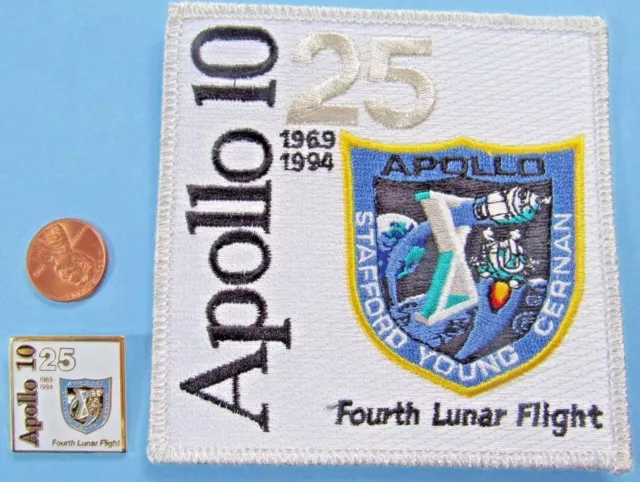 Apollo 10
25
1969
1994
APOLLO
STAFFORD YOUNG CERNAN
Fourth Lunar Flight
Apollo 10
25
1969
1994
Fourth Lunar Flight